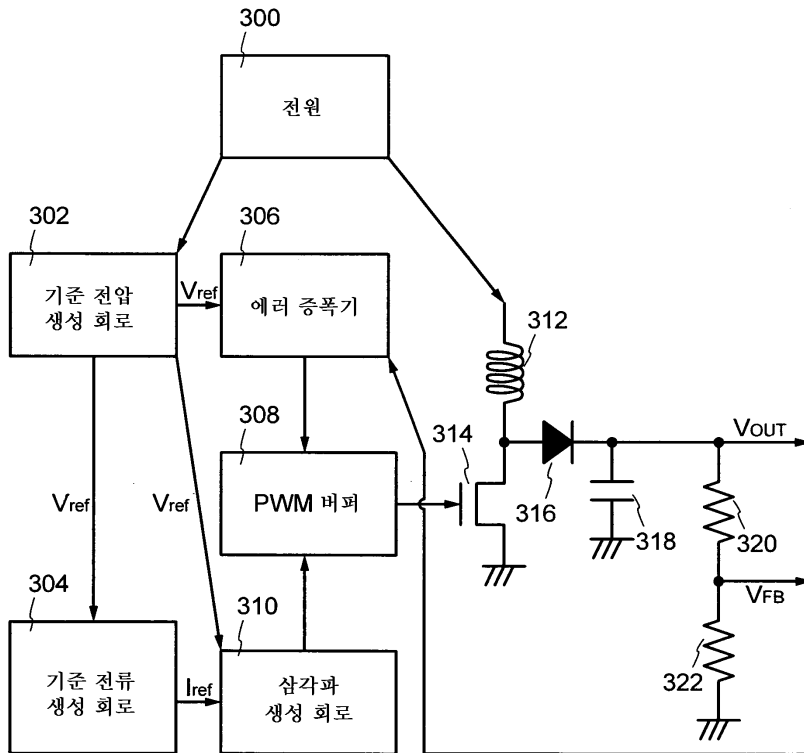 300
전원
302
기준 전압
생성 회로
Vref
306
에러 증폭기
312
308
PWM 버퍼
314
316
318
VOUT
320
VFB
322
Vref
Vref
304
기준 전류
생성 회로
Iref
310
삼각파
생성 회로